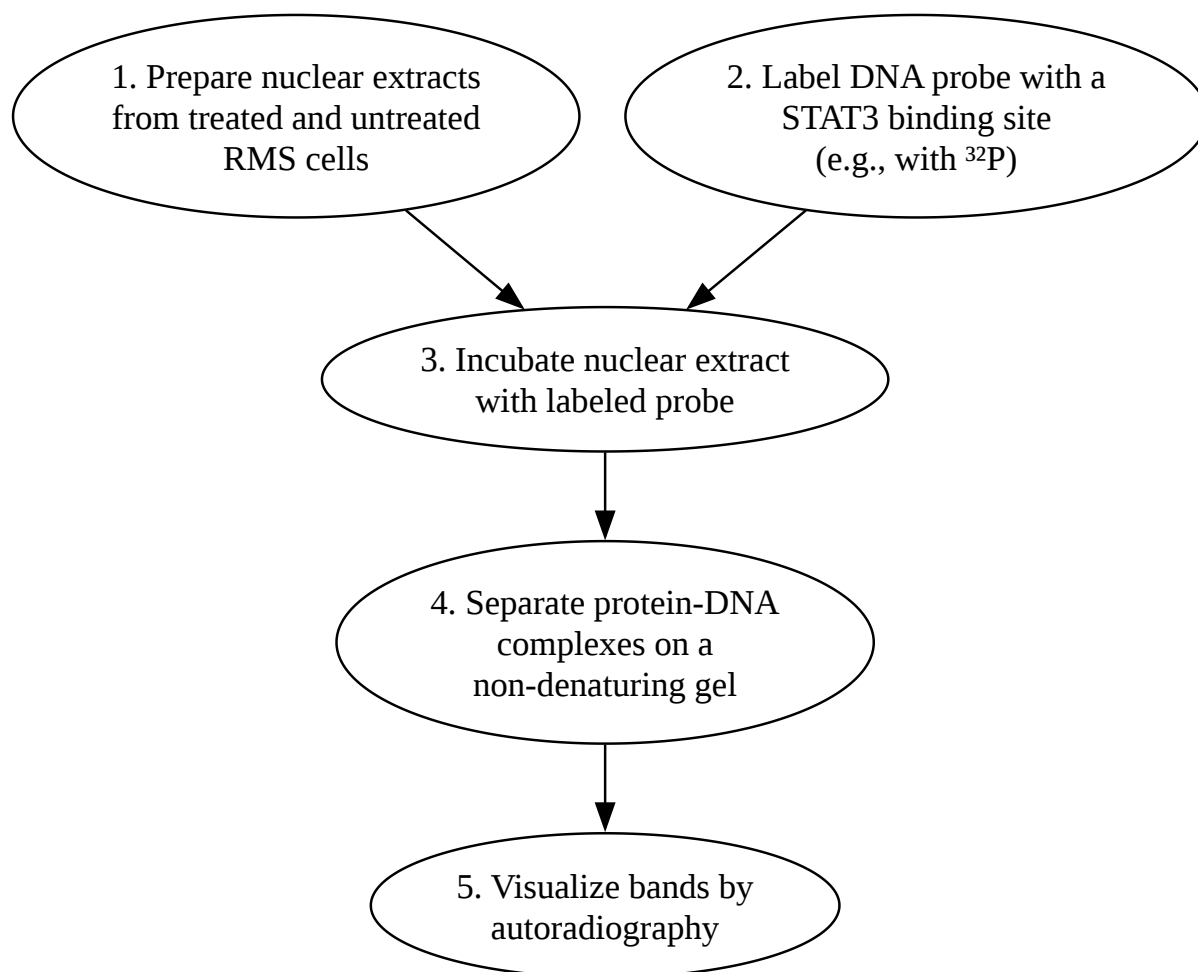 1. Prepare nuclear extracts
from treated and untreated
RMS cells
2. Label DNA probe with a
STAT3 binding site
(e.g., with ³²P)
3. Incubate nuclear extract
with labeled probe
4. Separate protein-DNA
complexes on a
non-denaturing gel
5. Visualize bands by
autoradiography